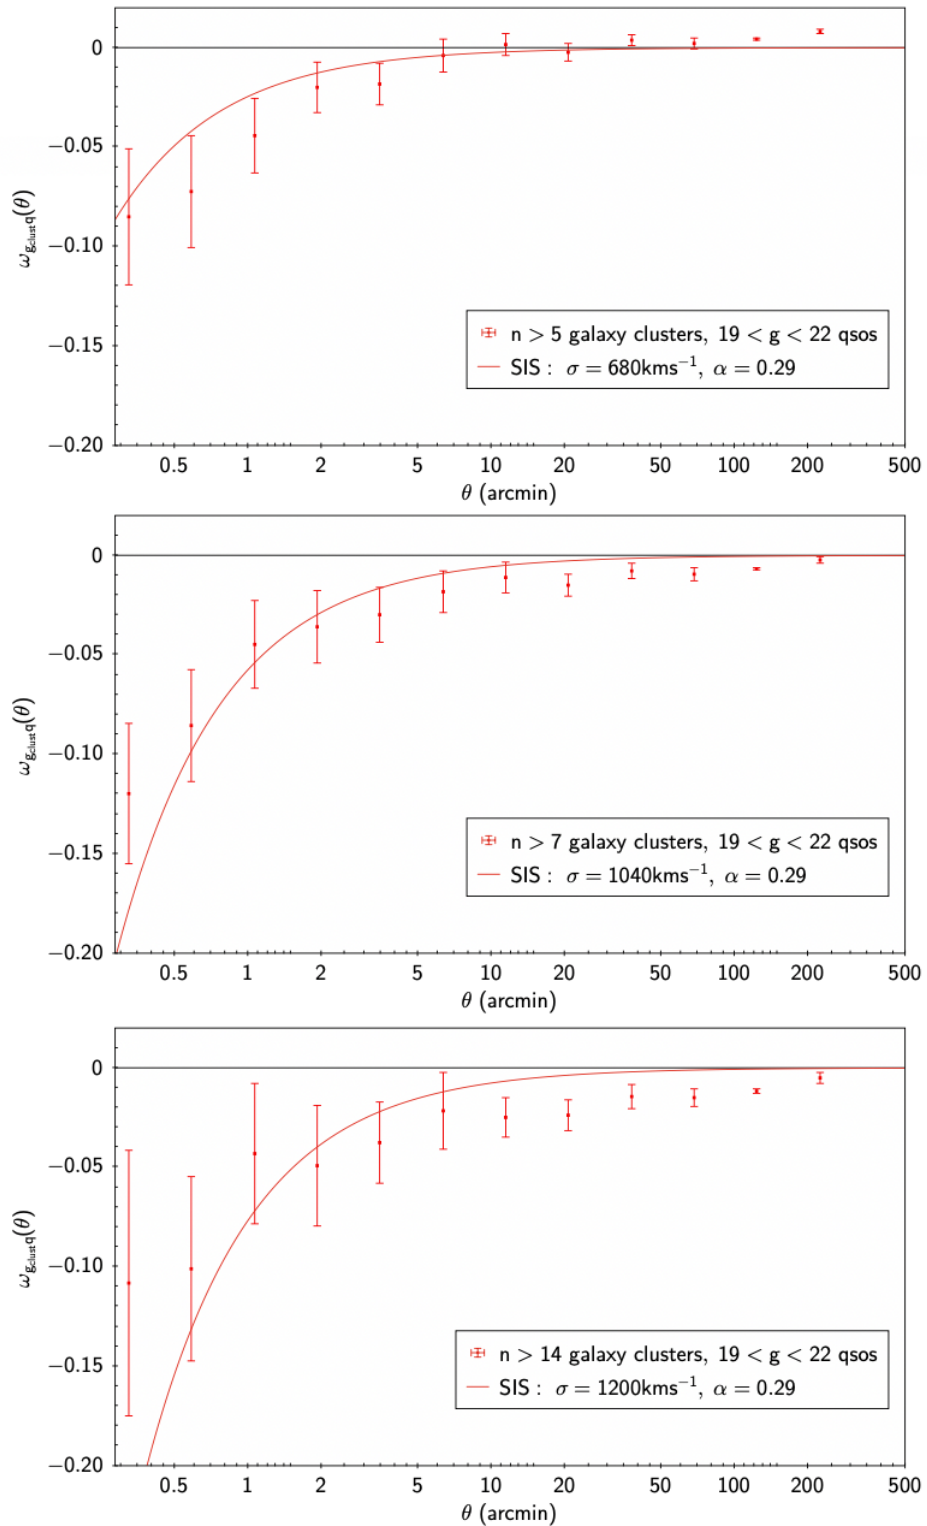 0
−0.05
−0.10
−0.15
−0.20
ω_{g_{clust}q}(θ)
n > 5 galaxy clusters, 19 < g < 22 qsos
SIS : σ = 680kms⁻¹, α = 0.29
0.5 1 2 5 10 20 50 100 200 500
θ (arcmin)
0
−0.05
−0.10
−0.15
−0.20
ω_{g_{clust}q}(θ)
n > 7 galaxy clusters, 19 < g < 22 qsos
SIS : σ = 1040kms⁻¹, α = 0.29
0.5 1 2 5 10 20 50 100 200 500
θ (arcmin)
0
−0.05
−0.10
−0.15
−0.20
ω_{g_{clust}q}(θ)
n > 14 galaxy clusters, 19 < g < 22 qsos
SIS : σ = 1200kms⁻¹, α = 0.29
0.5 1 2 5 10 20 50 100 200 500
θ (arcmin)